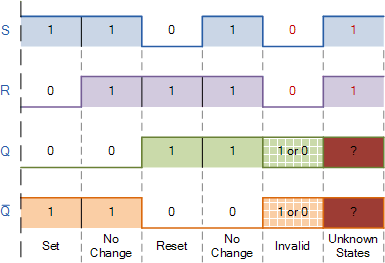 S 1 1 0 1 0 1
R 0 1 1 1 0 1
Q 0 0 1 1 1 or 0 ?
Q̅ 1 1 0 0 1 or 0 ?
Set No Change Reset No Change Invalid Unknown States